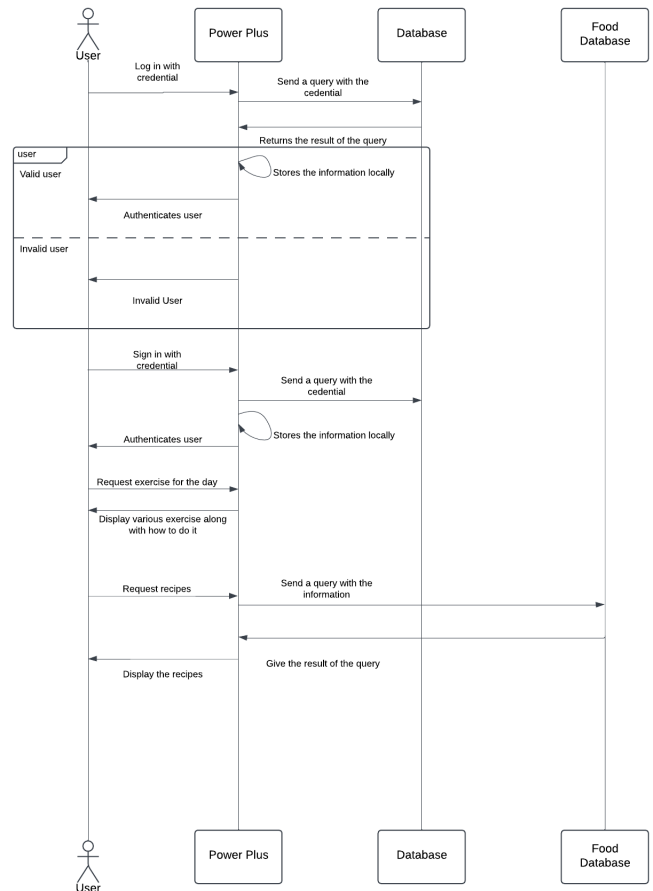 User
Power Plus
Database
Food
Database
Log in with
credential
Send a query with the
cedential
Returns the result of the query
user
Valid user
Stores the information locally
Authenticates user
Invalid user
Invalid User
Sign in with
credential
Send a query with the
cedential
Stores the information locally
Authenticates user
Request exercise for the day
Display various exercise along
with how to do it
Request recipes
Send a query with the
information
Give the result of the query
Display the recipes
User
Power Plus
Database
Food
Database